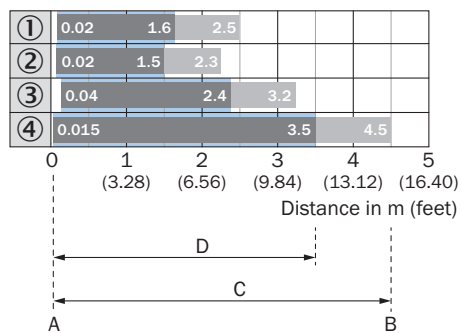 ① 0.02 1.6 2.5
② 0.02 1.5 2.3
③ 0.04 2.4 3.2
④ 0.015 3.5 4.5
0 1 2 3 4 5
(3.28) (6.56) (9.84) (13.12) (16.40)
Distance in m (feet)
D
C
A B